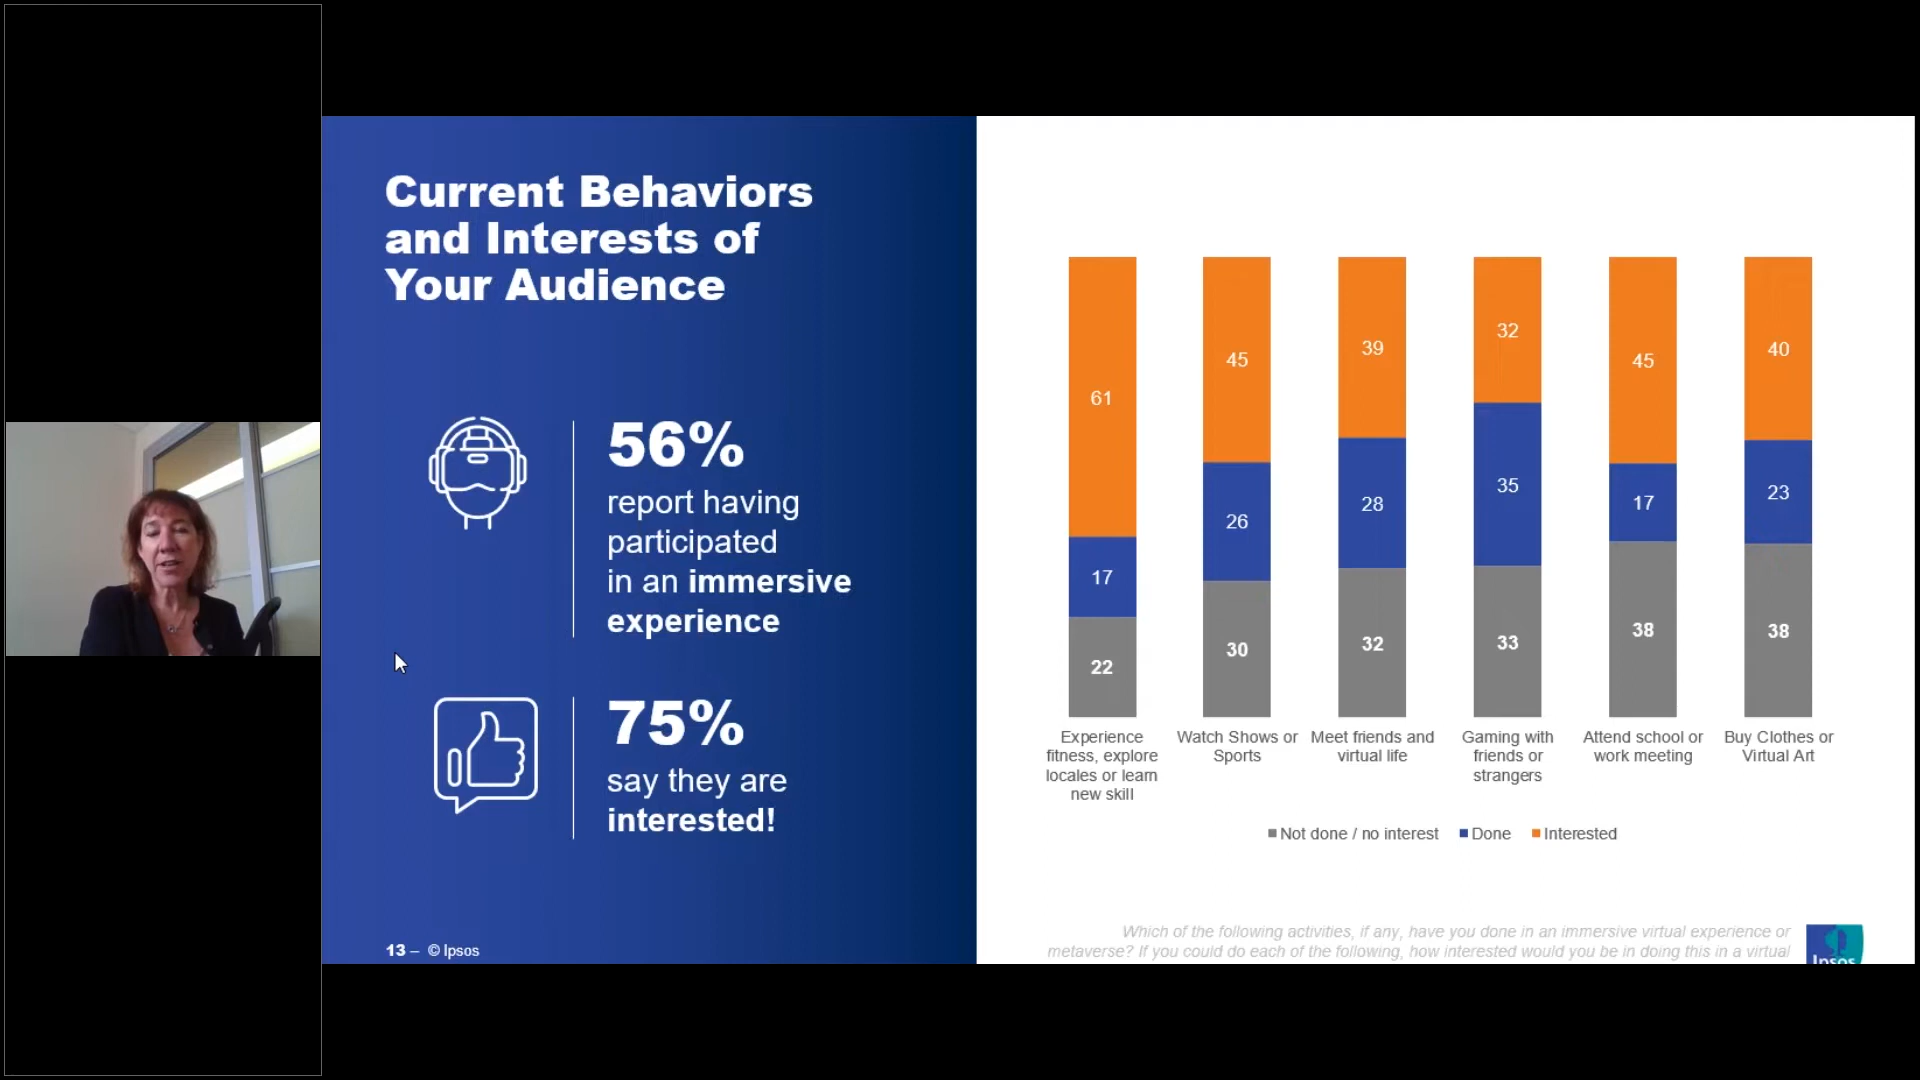 Current Behaviors
and Interests of
Your Audience
56%
report having
participated
in an immersive
experience
75%
say they are
interested!
13 – © Ipsos
61
45
39
32
45
40
17
26
28
35
17
23
22
30
32
33
38
38
Experience
fitness, explore
locales or learn
new skill
Watch Shows or
Sports
Meet friends and
virtual life
Gaming with
friends or
strangers
Attend school or
work meeting
Buy Clothes or
Virtual Art
Not done / no interest Done Interested
Which of the following activities, if any, have you done in an immersive virtual experience or
metaverse? If you could do each of the following, how interested would you be in doing this in a virtual
Ipsos